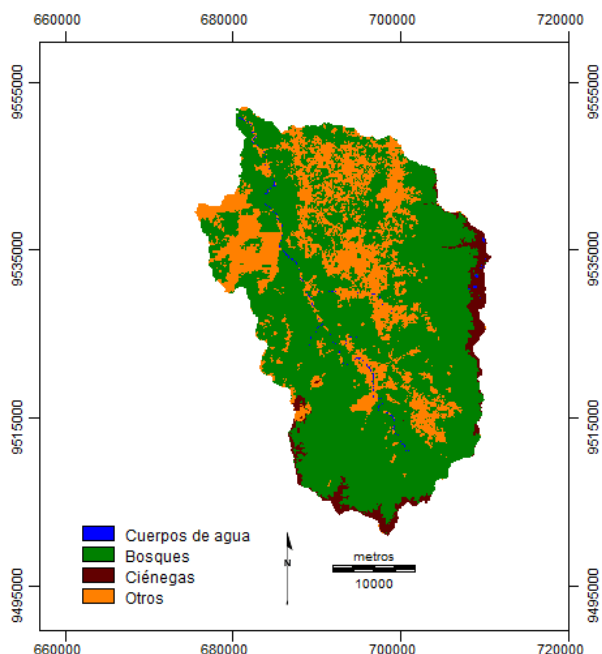 660000 680000 700000 720000
9555000 9555000
9535000 9535000
9515000 9515000
9495000 9495000
Cuerpos de agua
Bosques
Ciénegas
Otros
N
metros
10000
660000 680000 700000 720000